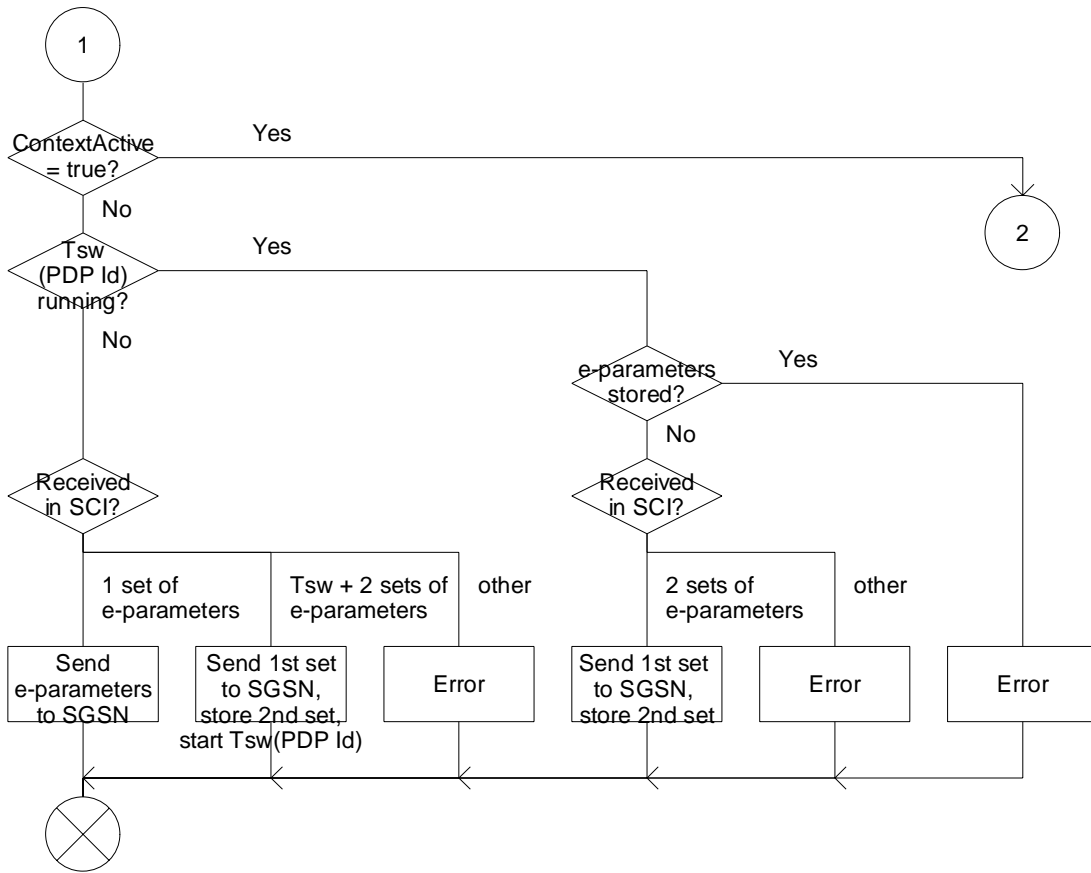 1
ContextActive
= true?
Yes
No
2
Tsw
(PDP Id)
running?
Yes
No
e-parameters
stored?
Yes
No
Received
in SCI?
Received
in SCI?
1 set of
e-parameters
Tsw + 2 sets of
e-parameters
other
2 sets of
e-parameters
other
Send
e-parameters
to SGSN
Send 1st set
to SGSN,
store 2nd set,
start Tsw(PDP Id)
Error
Send 1st set
to SGSN,
store 2nd set
Error
Error